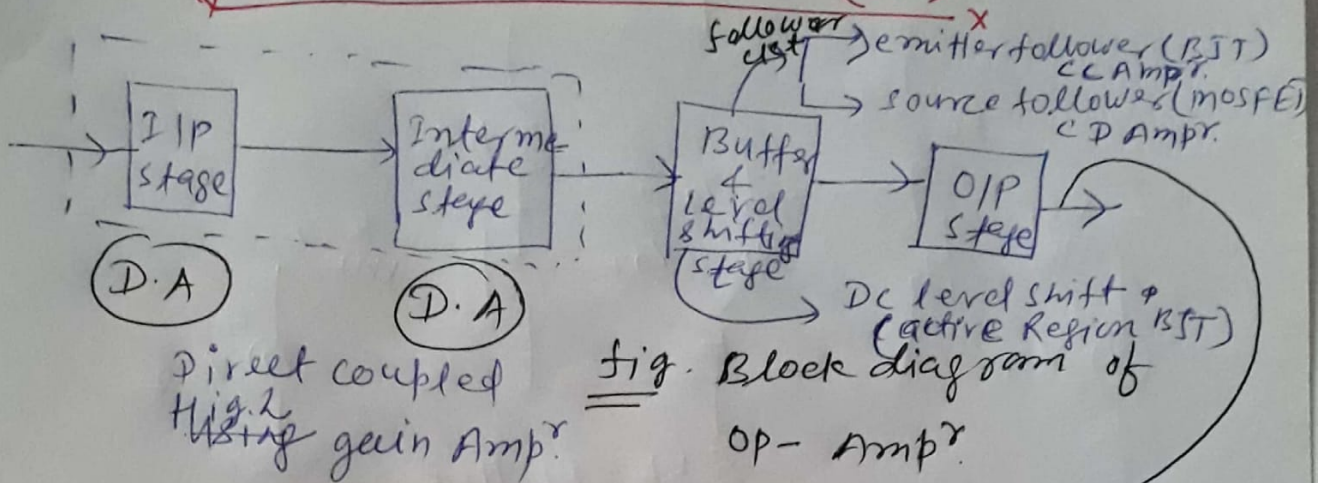 follower
ckt
emitter follower (BJT)
CC Ampr.
source follower (MOSFET)
CD Ampr.
I/P
stage
Interme-
diate
stage
Buffer
&
Level
shifting
stage
O/P
stage
D.A
D.A
DC level shift
(active Region BJT)
Direct coupled
Hig.
gain Ampr.
fig. Block diagram of
OP- Ampr.